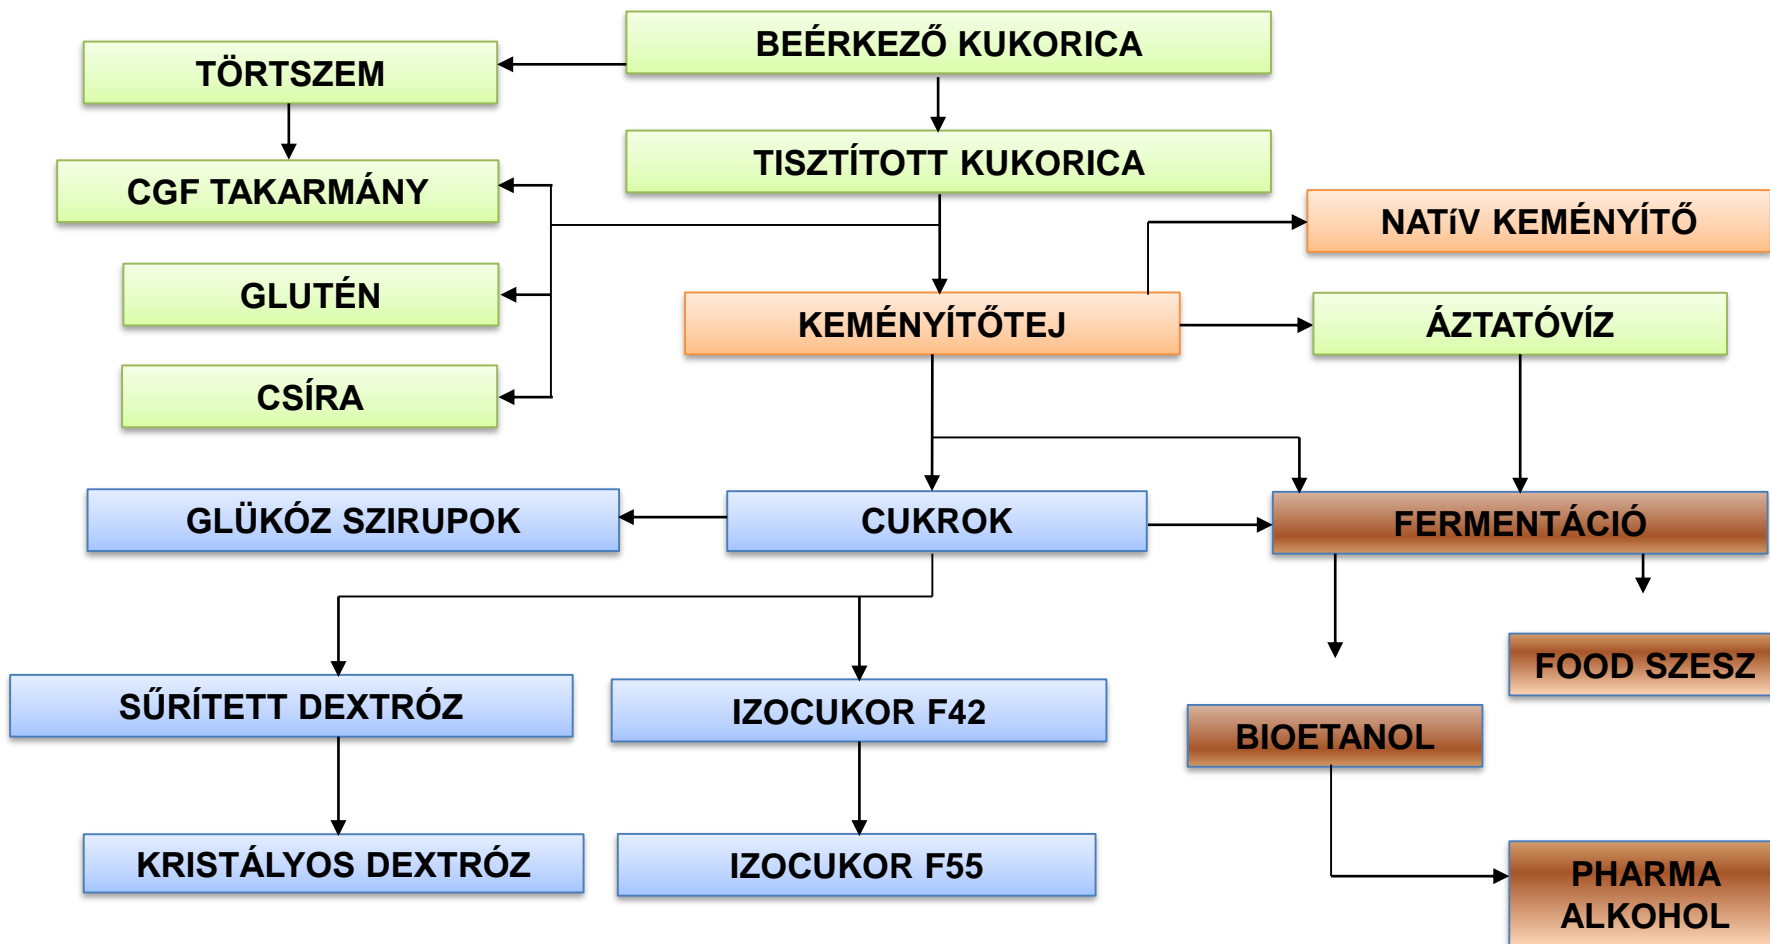 BEÉRKEZŐ KUKORICA
TÖRTSZEM
TISZTÍTOTT KUKORICA
CGF TAKARMÁNY
NATíV KEMÉNYÍTŐ
GLUTÉN
KEMÉNYÍTŐTEJ
ÁZTATÓVÍZ
CSÍRA
GLÜKÓZ SZIRUPOK
CUKROK
FERMENTÁCIÓ
FOOD SZESZ
SŰRÍTETT DEXTRÓZ
IZOCUKOR F42
BIOETANOL
KRISTÁLYOS DEXTRÓZ
IZOCUKOR F55
PHARMA
ALKOHOL